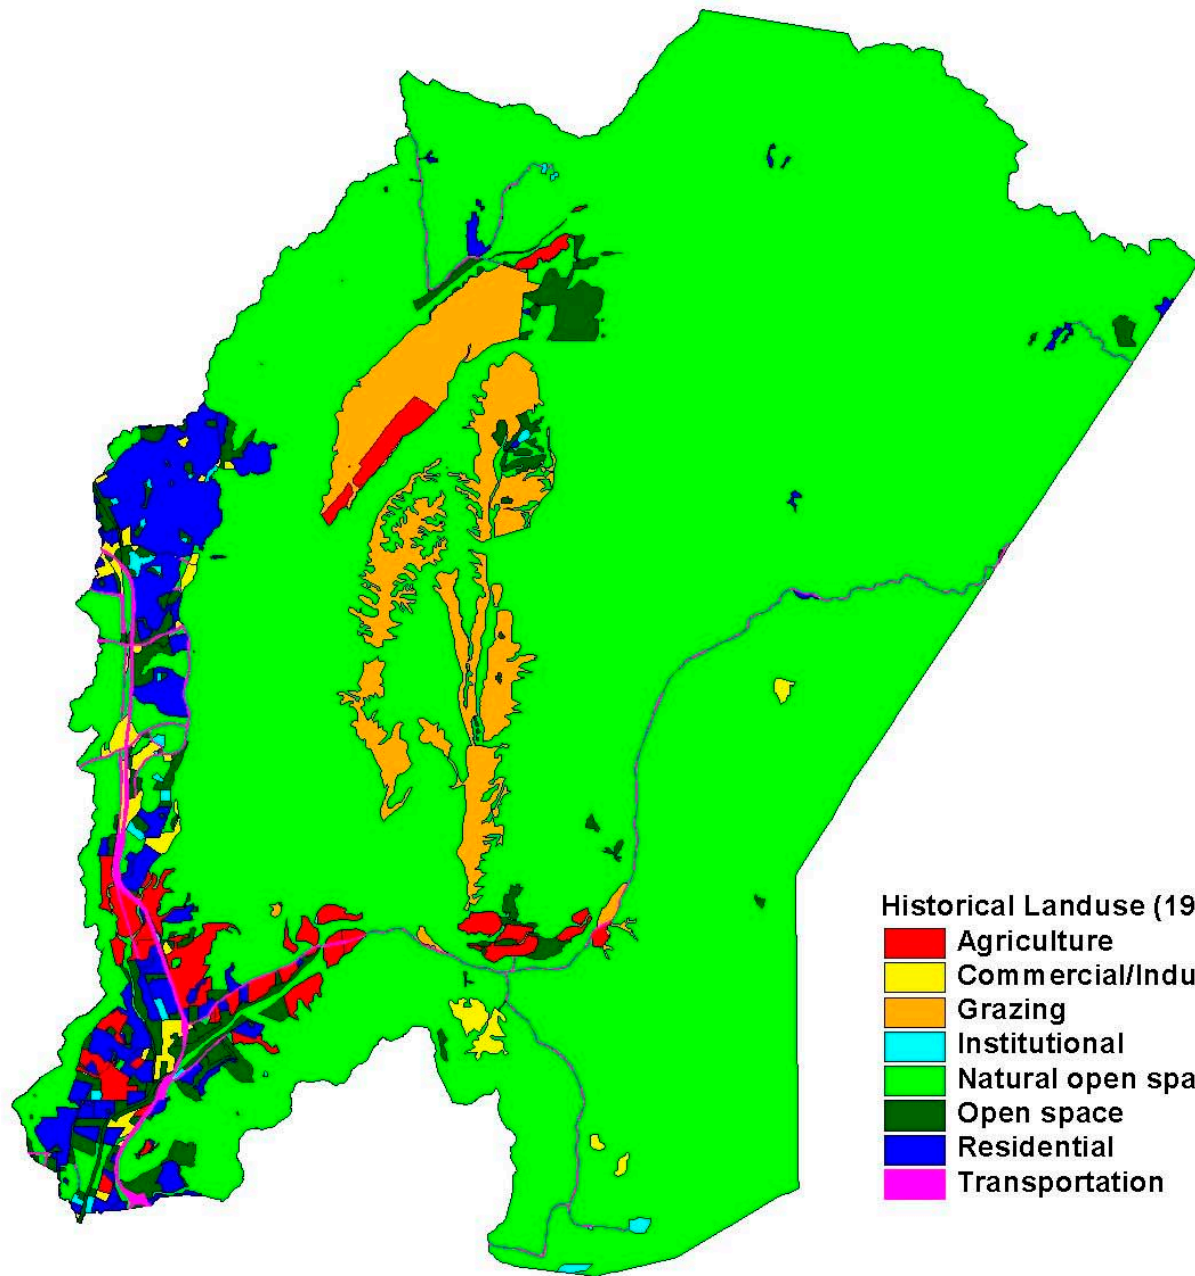 Historical Landuse (19
Agriculture
Commercial/Indu
Grazing
Institutional
Natural open spa
Open space
Residential
Transportation